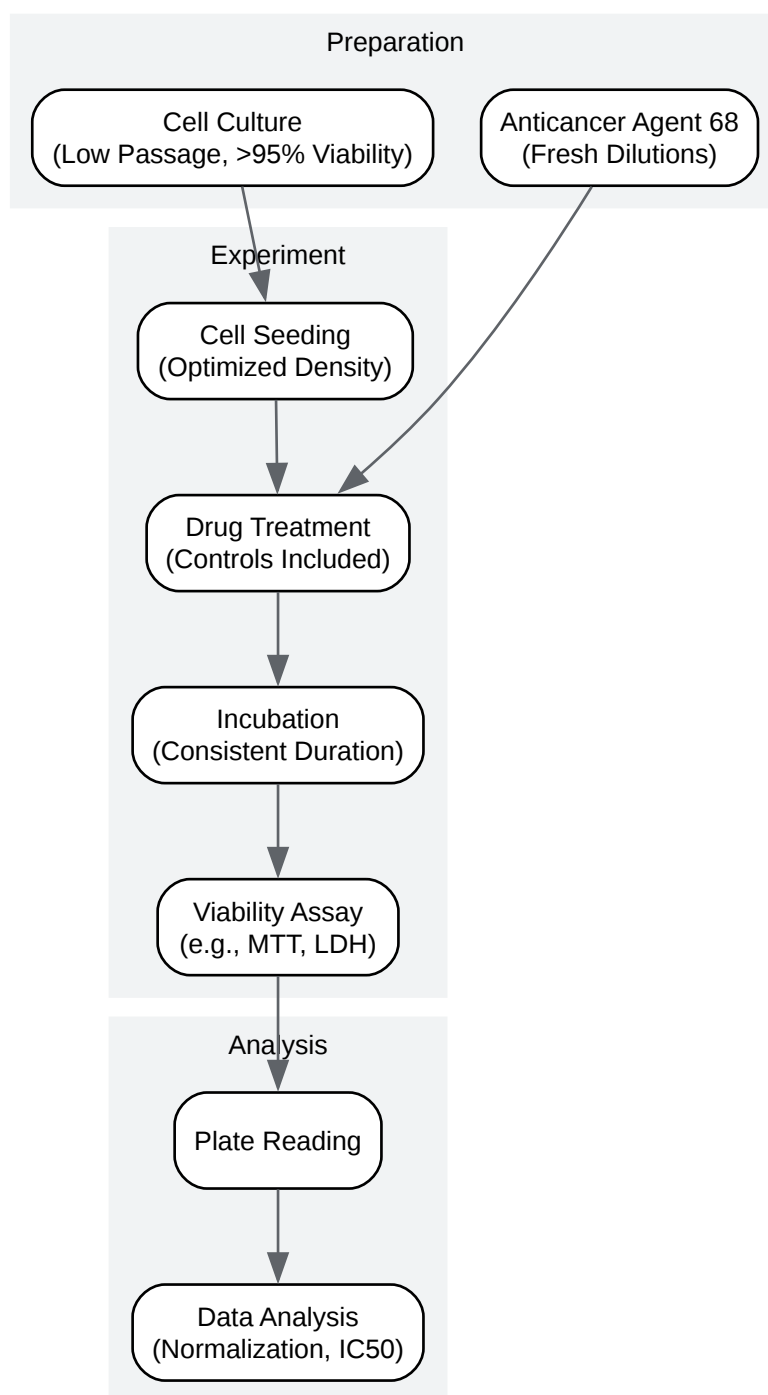 Preparation
Cell Culture
(Low Passage, >95% Viability)
Anticancer Agent 68
(Fresh Dilutions)
Experiment
Cell Seeding
(Optimized Density)
Drug Treatment
(Controls Included)
Incubation
(Consistent Duration)
Viability Assay
(e.g., MTT, LDH)
Analysis
Plate Reading
Data Analysis
(Normalization, IC50)